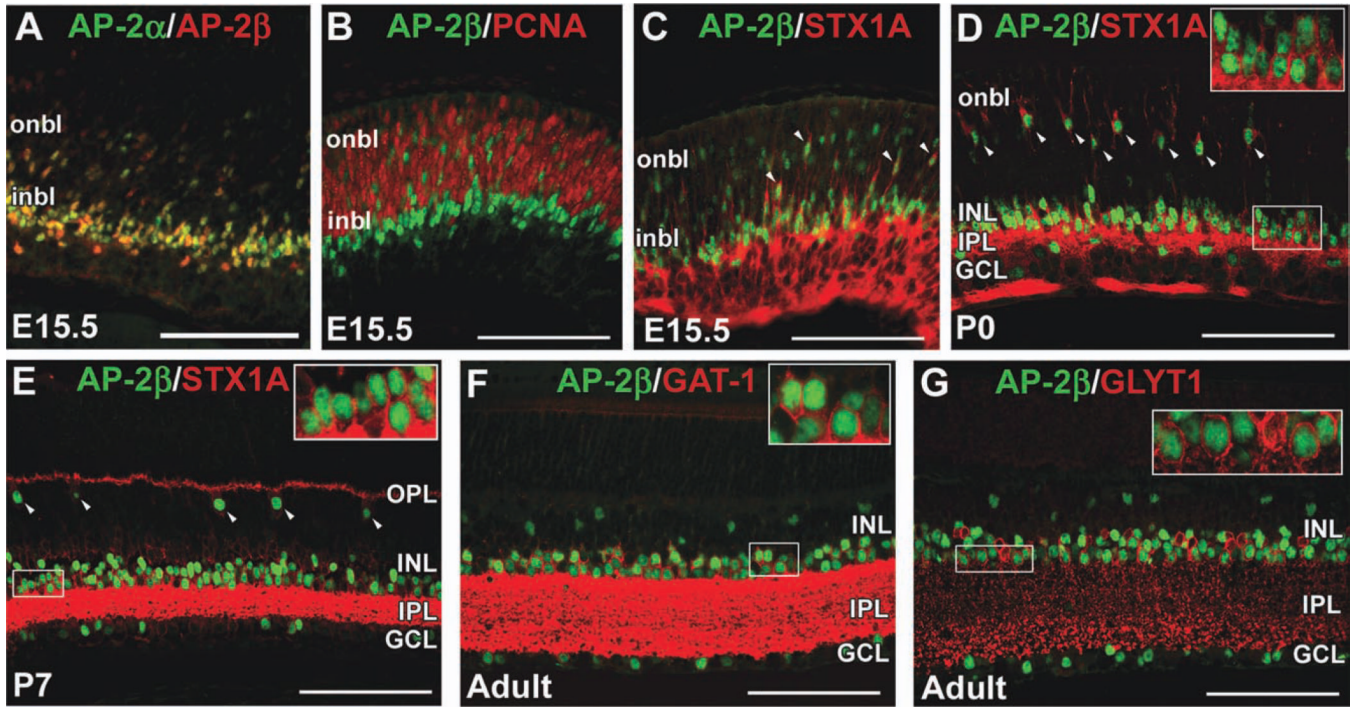 A AP-2α/AP-2β
onbl
inbl
E15.5
B AP-2β/PCNA
onbl
inbl
E15.5
C AP-2β/STX1A
onbl
inbl
E15.5
D AP-2β/STX1A
onbl
INL
IPL
GCL
P0
E AP-2β/STX1A
OPL
INL
IPL
GCL
P7
F AP-2β/GAT-1
INL
IPL
GCL
Adult
G AP-2β/GLYT1
INL
IPL
GCL
Adult